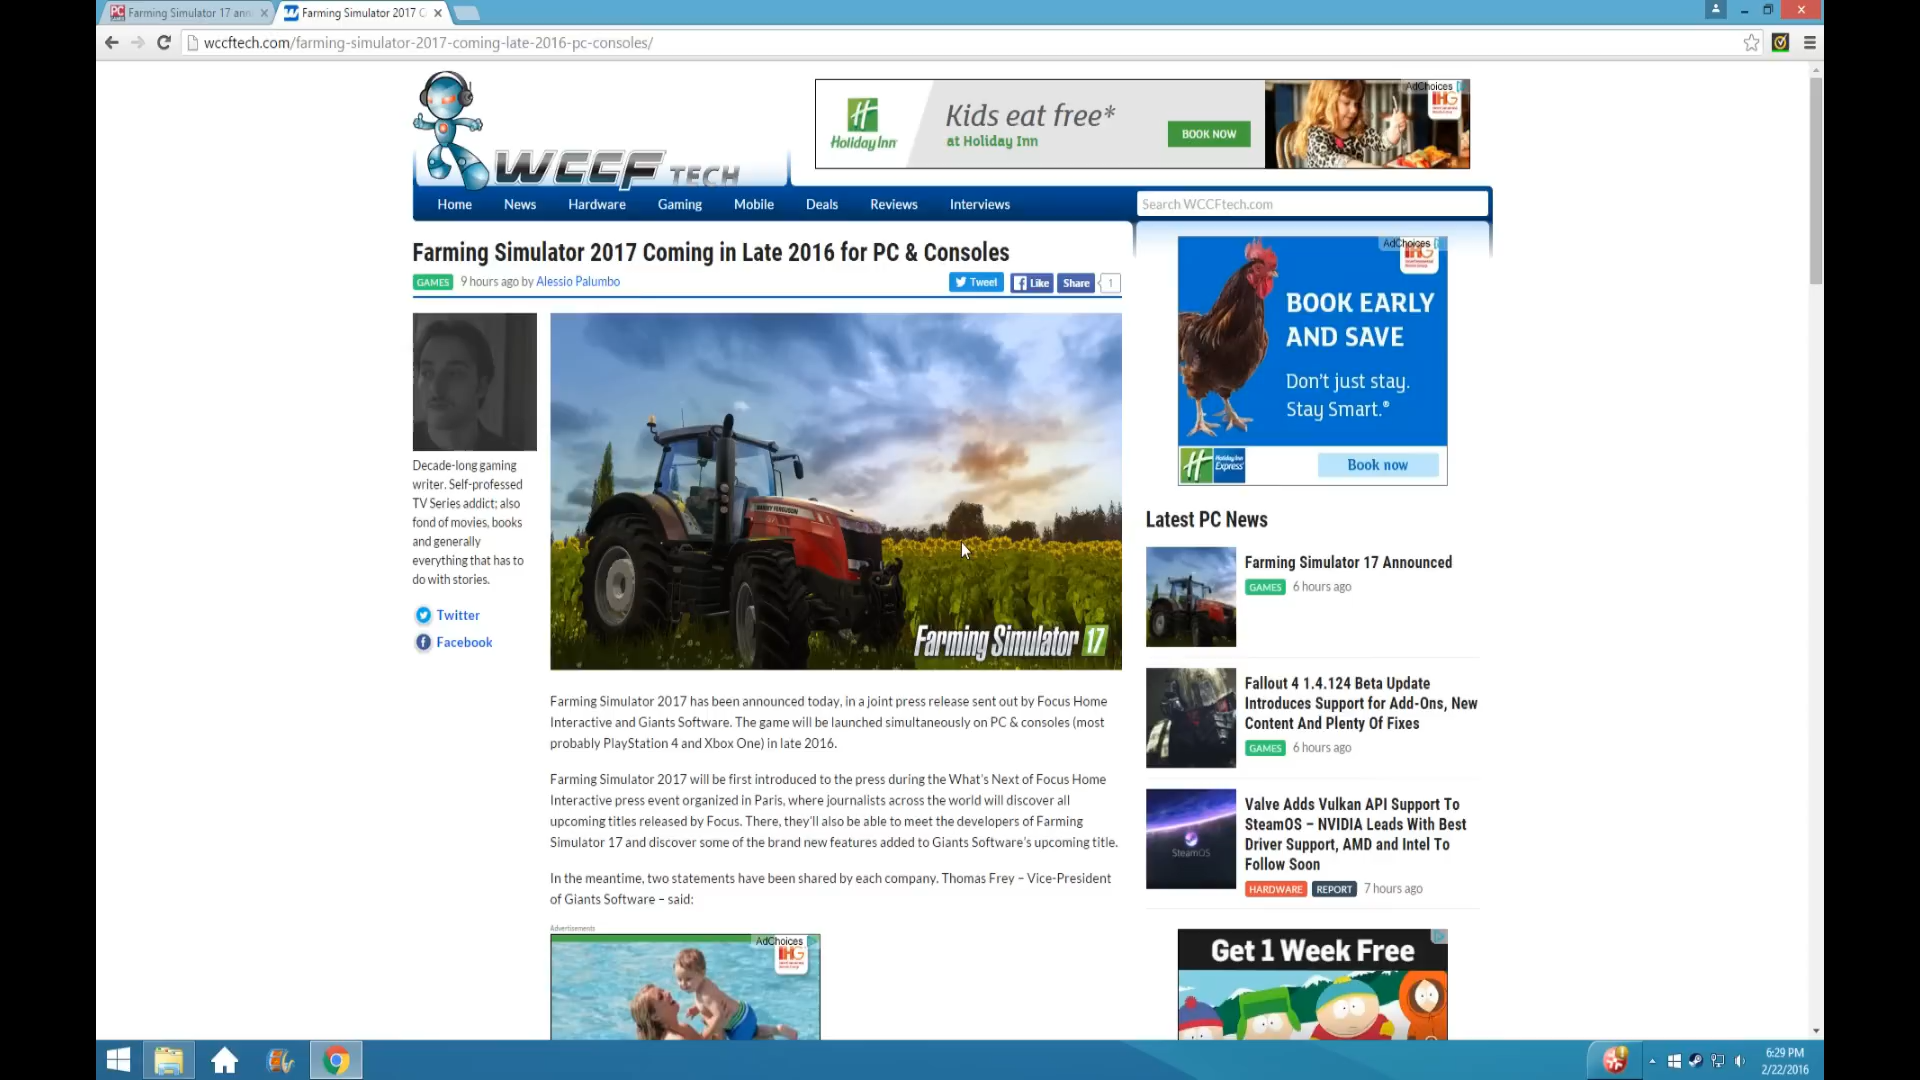 Farming Simulator 17 ann
Farming Simulator 2017 C
wccftech.com/farming-simulator-2017-coming-late-2016-pc-consoles/
WCCF TECH
Holiday Inn
Kids eat free*
at Holiday Inn
BOOK NOW
AdChoices
IHG
Home News Hardware Gaming Mobile Deals Reviews Interviews
Search WCCFtech.com
Farming Simulator 2017 Coming in Late 2016 for PC & Consoles
GAMES 9 hours ago by Alessio Palumbo
Tweet Like Share 1
Decade-long gaming
writer. Self-professed
TV Series addict; also
fond of movies, books
and generally
everything that has to
do with stories.
Twitter
Facebook
MASSEY FERGUSON
Farming Simulator 17
Farming Simulator 2017 has been announced today, in a joint press release sent out by Focus Home
Interactive and Giants Software. The game will be launched simultaneously on PC & consoles (most
probably PlayStation 4 and Xbox One) in late 2016.
Farming Simulator 2017 will be first introduced to the press during the What's Next of Focus Home
Interactive press event organized in Paris, where journalists across the world will discover all
upcoming titles released by Focus. There, they'll also be able to meet the developers of Farming
Simulator 17 and discover some of the brand new features added to Giants Software's upcoming title.
In the meantime, two statements have been shared by each company. Thomas Frey – Vice-President
of Giants Software – said:
Advertisements
AdChoices
IHG
AdChoices
IHG
BOOK EARLY
AND SAVE
Don't just stay.
Stay Smart.®
Holiday Inn
Express
Book now
Latest PC News
Farming Simulator 17 Announced
GAMES 6 hours ago
Fallout 4 1.4.124 Beta Update
Introduces Support for Add-Ons, New
Content And Plenty Of Fixes
GAMES 6 hours ago
SteamOS
Valve Adds Vulkan API Support To
SteamOS – NVIDIA Leads With Best
Driver Support, AMD and Intel To
Follow Soon
HARDWARE REPORT 7 hours ago
Get 1 Week Free
6:29 PM
2/22/2016